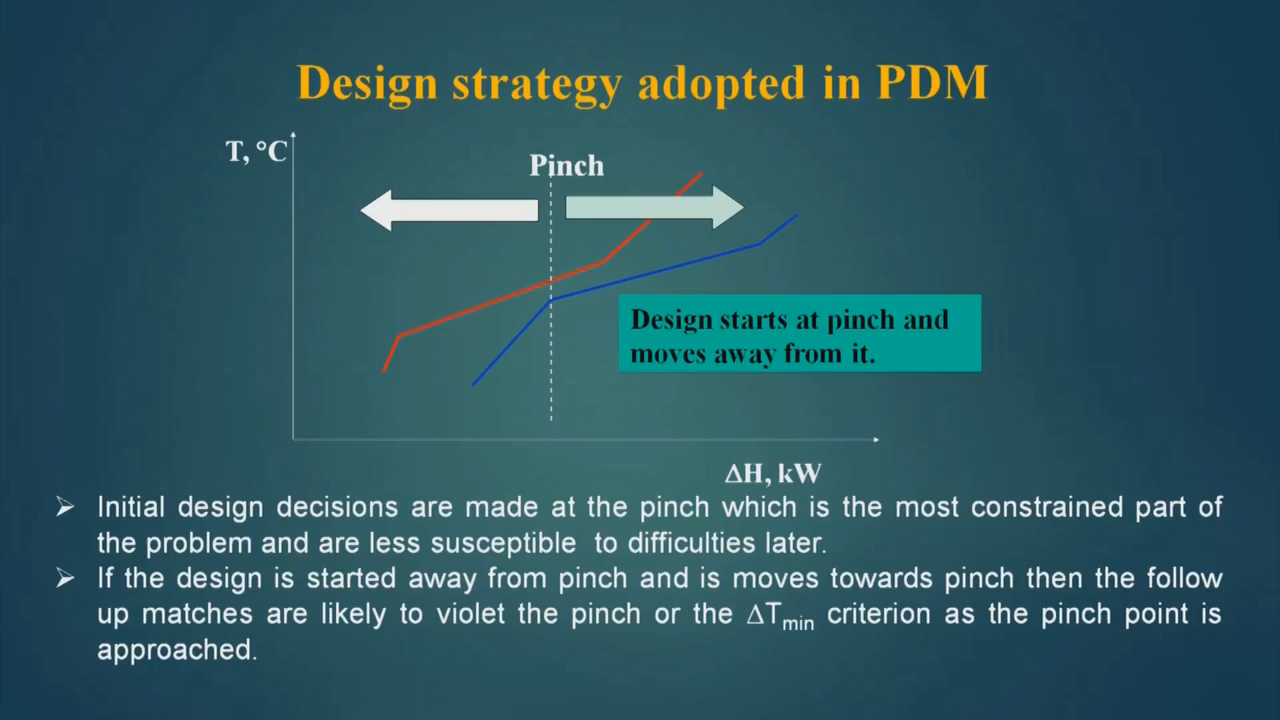 Design strategy adopted in PDM
T, °C
Pinch
Design starts at pinch and
moves away from it.
ΔH, kW
➢ Initial design decisions are made at the pinch which is the most constrained part of
the problem and are less susceptible to difficulties later.
➢ If the design is started away from pinch and is moves towards pinch then the follow
up matches are likely to violet the pinch or the ΔTmin criterion as the pinch point is
approached.